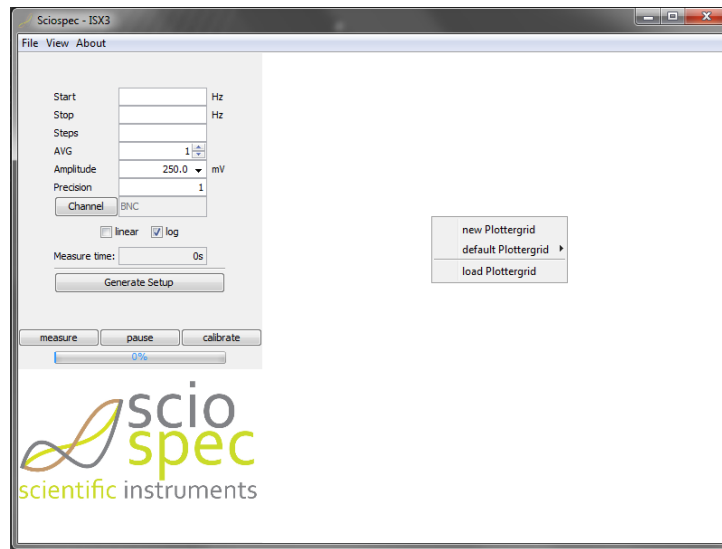 Sciospec - ISX3
File View About
Start Hz
Stop Hz
Steps
AVG 1
Amplitude 250.0 mV
Precision 1
Channel BNC
linear log
Measure time: 0s
Generate Setup
measure pause calibrate
0%
new Plottergrid
default Plottergrid
load Plottergrid
scio
spec
scientific instruments